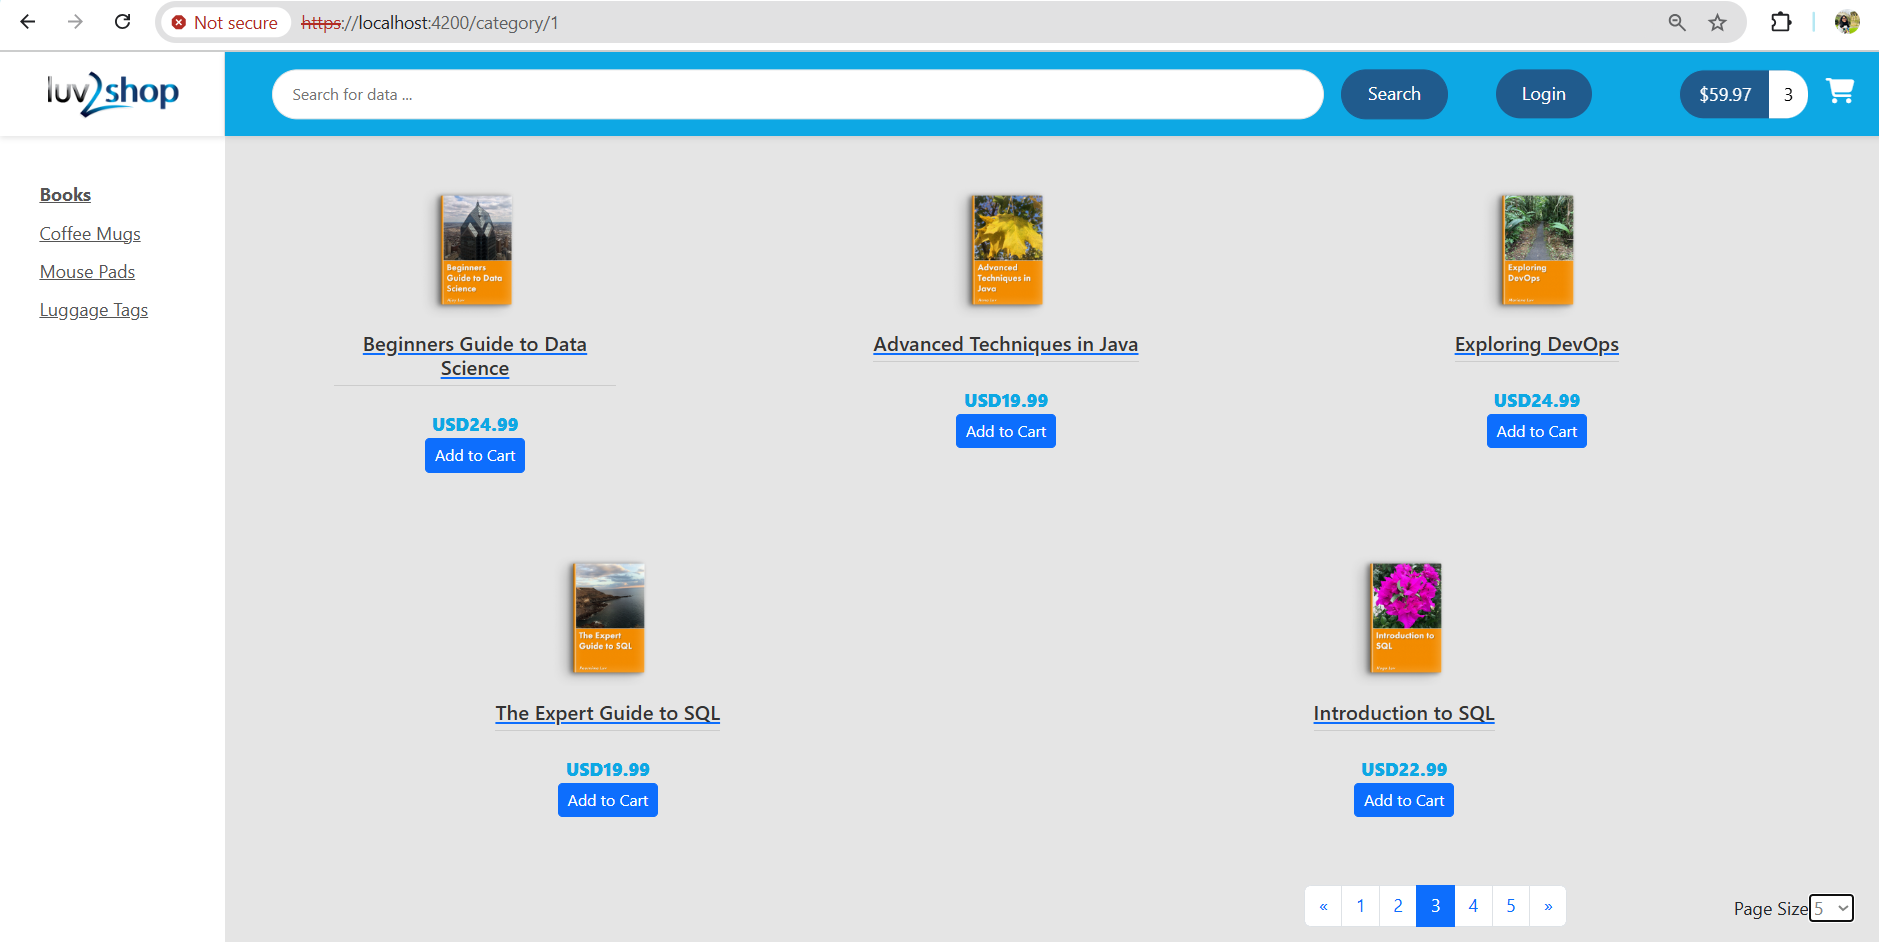 Not secure https://localhost:4200/category/1
luv2shop
Search for data ...
Search
Login
$59.97
3
Books
Coffee Mugs
Mouse Pads
Luggage Tags
Beginners
Guide to Data
Science
Advanced
Techniques in
Java
Exploring
DevOps
Beginners Guide to Data
Science
USD24.99
Add to Cart
Advanced Techniques in Java
USD19.99
Add to Cart
Exploring DevOps
USD24.99
Add to Cart
The Expert
Guide to SQL
Introduction to
SQL
The Expert Guide to SQL
USD19.99
Add to Cart
Introduction to SQL
USD22.99
Add to Cart
« 1 2 3 4 5 »
Page Size 5